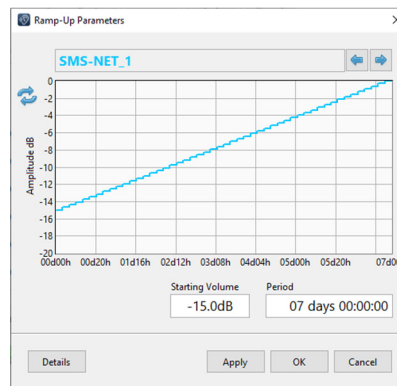 Ramp-Up Parameters
SMS-NET_1
0
-2
-4
-6
-8
-10
-12
-14
-16
-18
-20
Amplitude dB
00d00h 00d20h 01d16h 02d12h 03d08h 04d04h 05d00h 05d20h 07d0
Starting Volume Period
-15.0dB 07 days 00:00:00
Details Apply OK Cancel